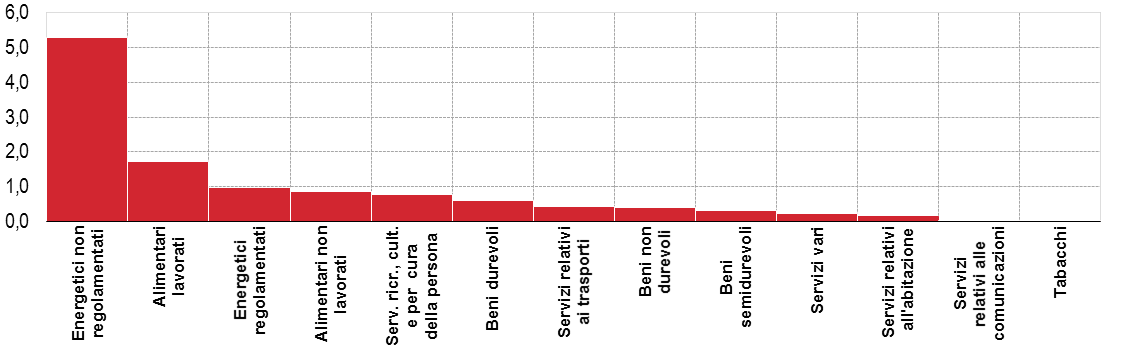 6,0
5,0
4,0
3,0
2,0
1,0
0,0
Energetici non
regolamentati
Alimentari
lavorati
Energetici
regolamentati
Alimentari non
lavorati
Serv. ricr., cult.
e per cura
della persona
Beni durevoli
Servizi relativi
ai trasporti
Beni non
durevoli
Beni
semidurevoli
Servizi vari
Servizi relativi
all'abitazione
Servizi
relativi alle
comunicazioni
Tabacchi